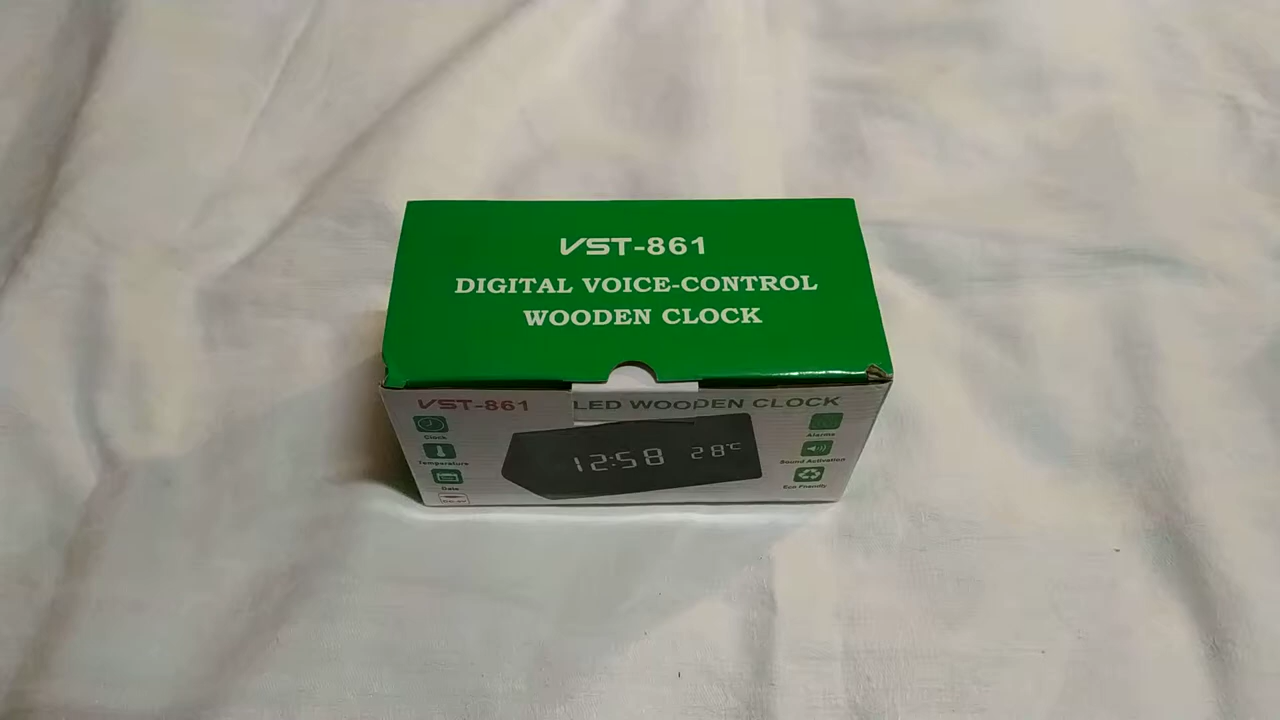 VST-861
DIGITAL VOICE-CONTROL
WOODEN CLOCK
VST-861
LED WOODEN CLOCK
Clock
Temperature
Date
12:58
28°C
Alarms
Sound Activation
Eco Friendly